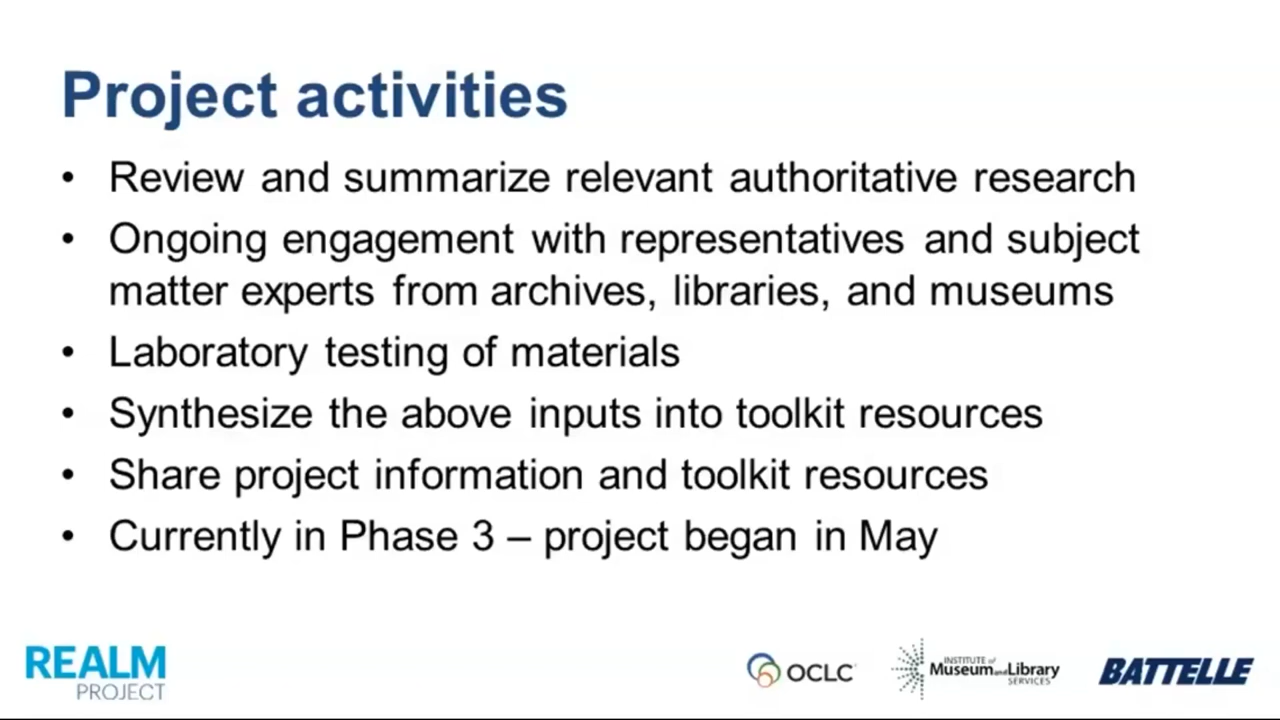 Project activities
• Review and summarize relevant authoritative research
• Ongoing engagement with representatives and subject
matter experts from archives, libraries, and museums
• Laboratory testing of materials
• Synthesize the above inputs into toolkit resources
• Share project information and toolkit resources
• Currently in Phase 3 – project began in May
REALM
PROJECT
OCLC
INSTITUTE of
Museum and Library
SERVICES
BATTELLE